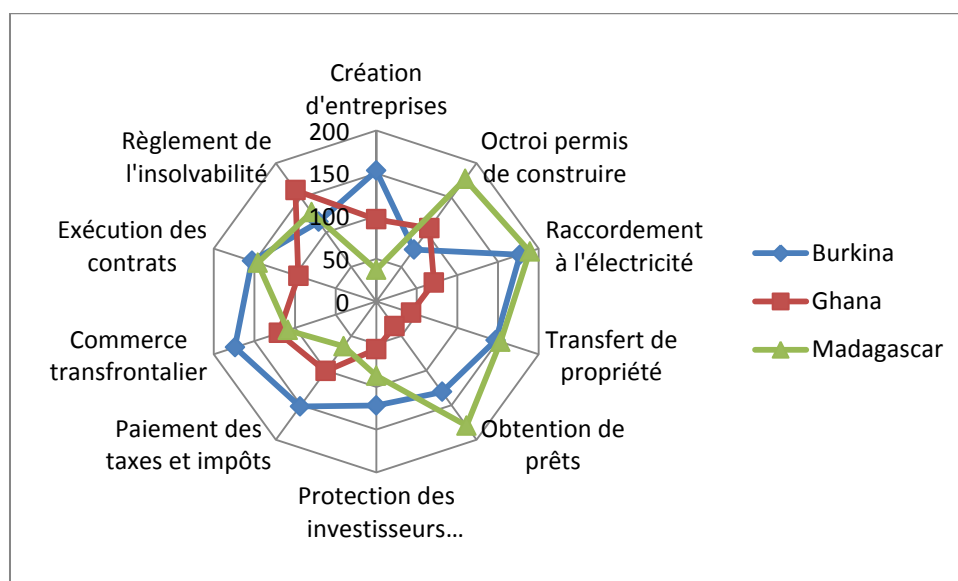 Création
d'entreprises
Octroi permis
de construire
Raccordement
à l'électricité
Transfert de
propriété
Obtention de
prêts
Protection des
investisseurs...
Paiement des
taxes et impôts
Commerce
transfrontalier
Exécution des
contrats
Règlement de
l'insolvabilité
200
150
100
50
0
Burkina
Ghana
Madagascar